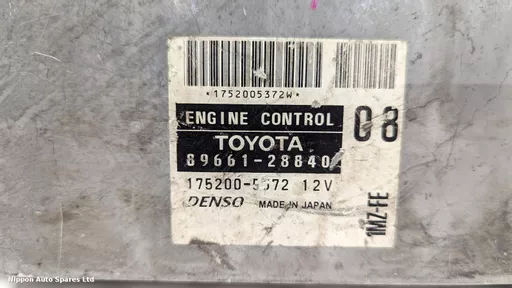 *1752005372W*
ENGINE CONTROL
08
TOYOTA
89661-28840
175200-5372 12V
DENSO MADE IN JAPAN
1MZ-FE
Nippon Auto Spares Ltd